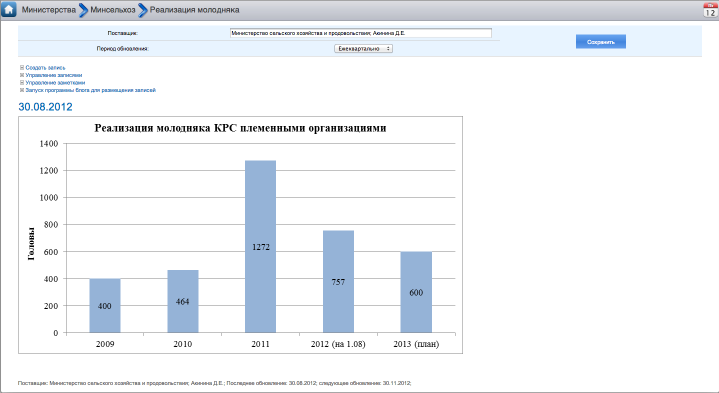 Министерства Минсельхоз Реализация молодняка
12
Поставщик: Министерство сельского хозяйства и продовольствия; Акинина Д.Е.
Период обновления: Ежеквартально
Сохранить
Создать запись
Управление записями
Управление заметками
Запуск программы блога для размещения записей
30.08.2012
Реализация молодняка КРС племенными организациями
Головы
1400
1200
1000
800
600
400
200
0
400
464
1272
757
600
2009 2010 2011 2012 (на 1.08) 2013 (план)
Поставщик: Министерство сельского хозяйства и продовольствия; Акинина Д.Е.; Последнее обновление: 30.08.2012; следующее обновление: 30.11.2012;